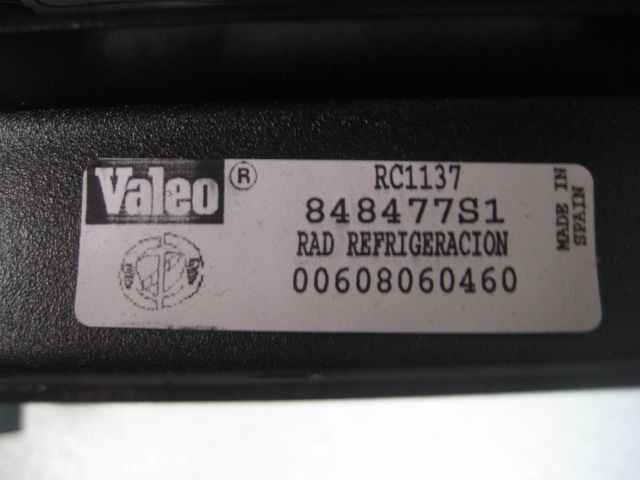 Valeo®
RC1137
848477S1
RAD REFRIGERACION
00608060460
MADE IN
SPAIN